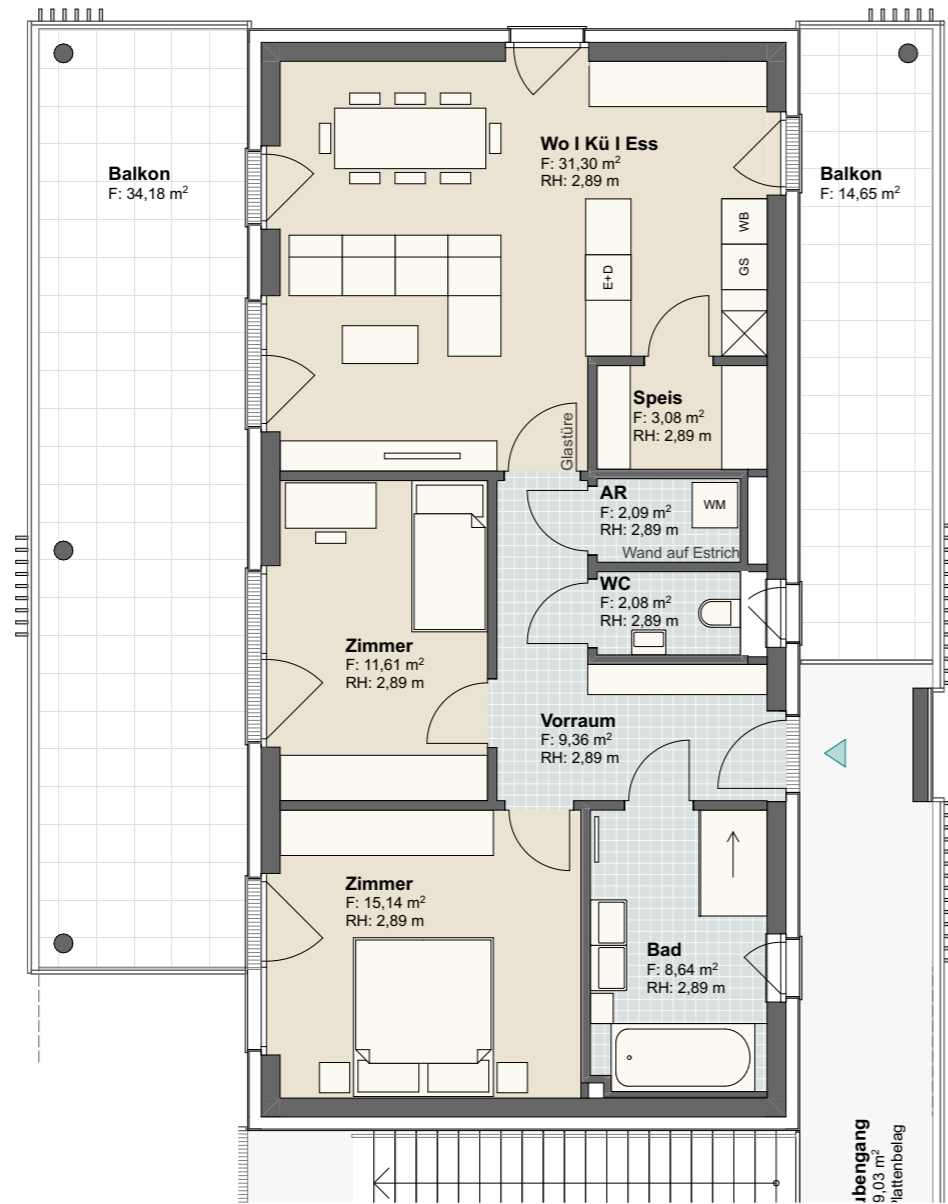 Balkon
F: 34,18 m²
Wo I Kü I Ess
F: 31,30 m²
RH: 2,89 m
Balkon
F: 14,65 m²
WB
GS
E+D
Speis
F: 3,08 m²
RH: 2,89 m
Glastüre
AR
F: 2,09 m²
RH: 2,89 m
WM
Wand auf Estrich
WC
F: 2,08 m²
RH: 2,89 m
Zimmer
F: 11,61 m²
RH: 2,89 m
Vorraum
F: 9,36 m²
RH: 2,89 m
Zimmer
F: 15,14 m²
RH: 2,89 m
Bad
F: 8,64 m²
RH: 2,89 m
ubengang
9,03 m²
lattenbelag